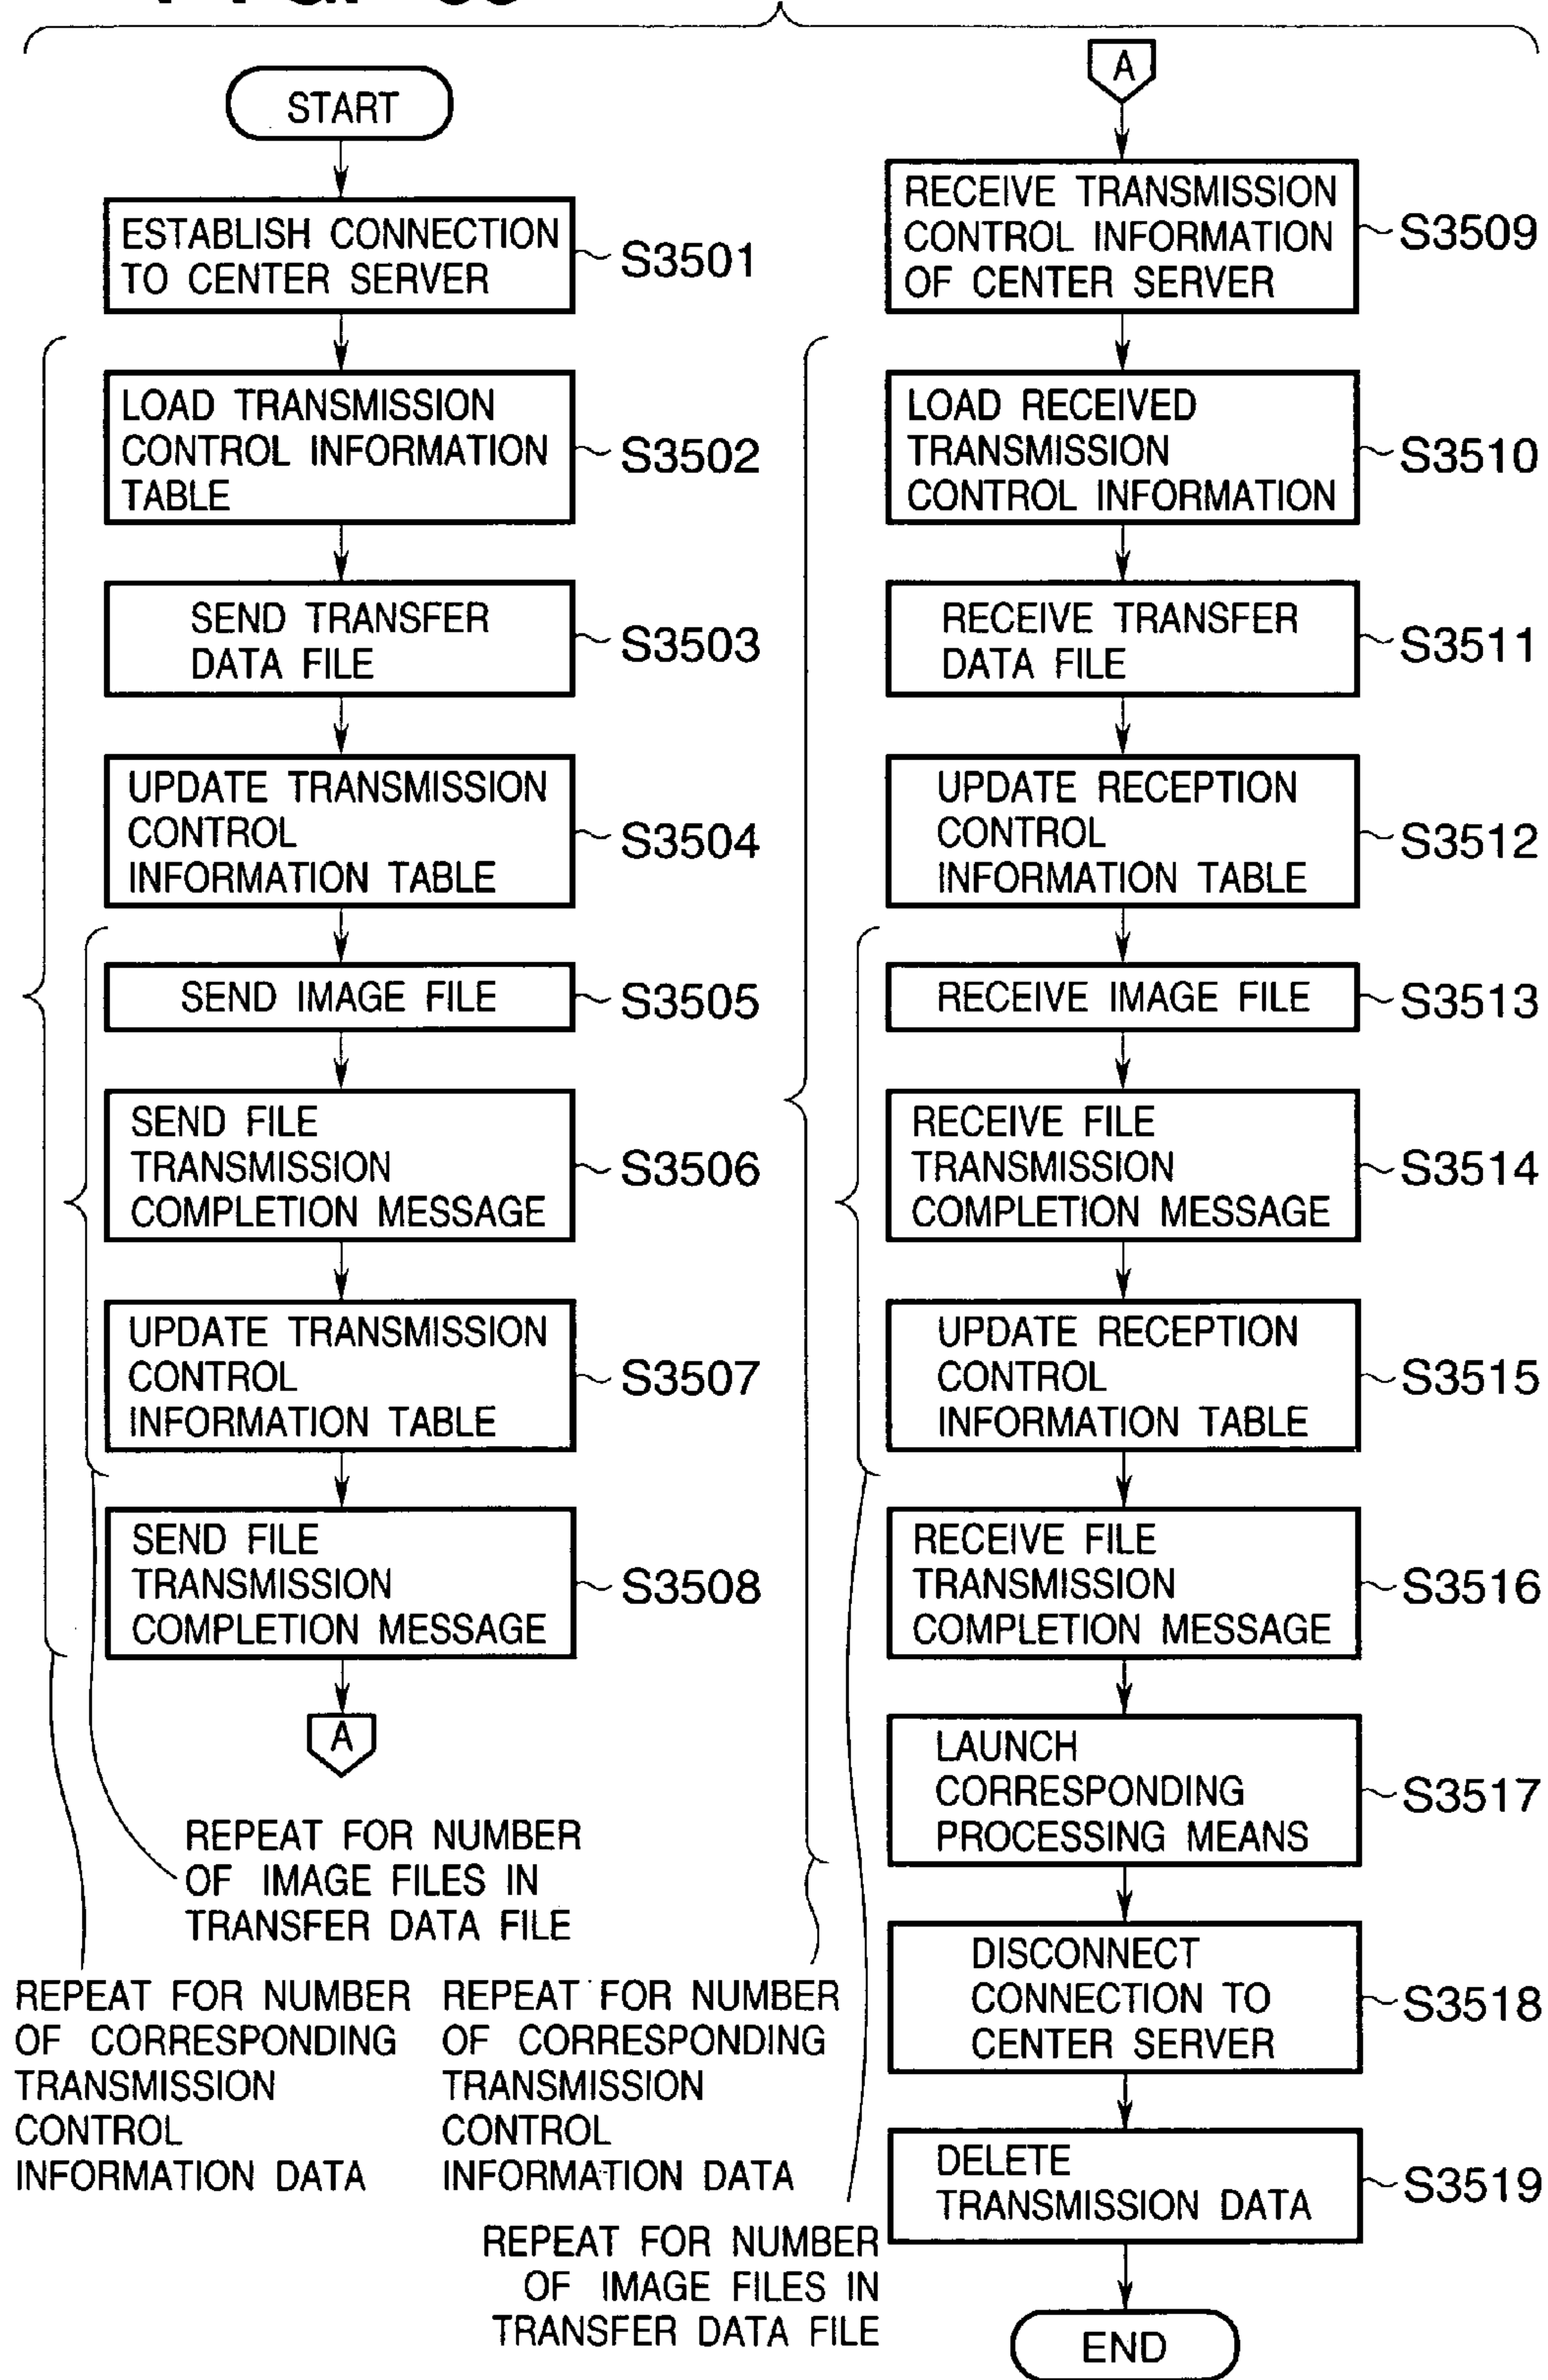 START
ESTABLISH CONNECTION
TO CENTER SERVER
S3501
LOAD TRANSMISSION
CONTROL INFORMATION
TABLE
S3502
SEND TRANSFER
DATA FILE
S3503
UPDATE TRANSMISSION
CONTROL
INFORMATION TABLE
S3504
SEND IMAGE FILE
S3505
SEND FILE
TRANSMISSION
COMPLETION MESSAGE
S3506
UPDATE TRANSMISSION
CONTROL
INFORMATION TABLE
S3507
SEND FILE
TRANSMISSION
COMPLETION MESSAGE
S3508
A
REPEAT FOR NUMBER
OF IMAGE FILES IN
TRANSFER DATA FILE
REPEAT FOR NUMBER
OF CORRESPONDING
TRANSMISSION
CONTROL
INFORMATION DATA
A
RECEIVE TRANSMISSION
CONTROL INFORMATION
OF CENTER SERVER
S3509
LOAD RECEIVED
TRANSMISSION
CONTROL INFORMATION
S3510
RECEIVE TRANSFER
DATA FILE
S3511
UPDATE RECEPTION
CONTROL
INFORMATION TABLE
S3512
RECEIVE IMAGE FILE
S3513
RECEIVE FILE
TRANSMISSION
COMPLETION MESSAGE
S3514
UPDATE RECEPTION
CONTROL
INFORMATION TABLE
S3515
RECEIVE FILE
TRANSMISSION
COMPLETION MESSAGE
S3516
LAUNCH
CORRESPONDING
PROCESSING MEANS
S3517
DISCONNECT
CONNECTION TO
CENTER SERVER
S3518
DELETE
TRANSMISSION DATA
S3519
END
REPEAT FOR NUMBER
OF CORRESPONDING
TRANSMISSION
CONTROL
INFORMATION DATA
REPEAT FOR NUMBER
OF IMAGE FILES IN
TRANSFER DATA FILE